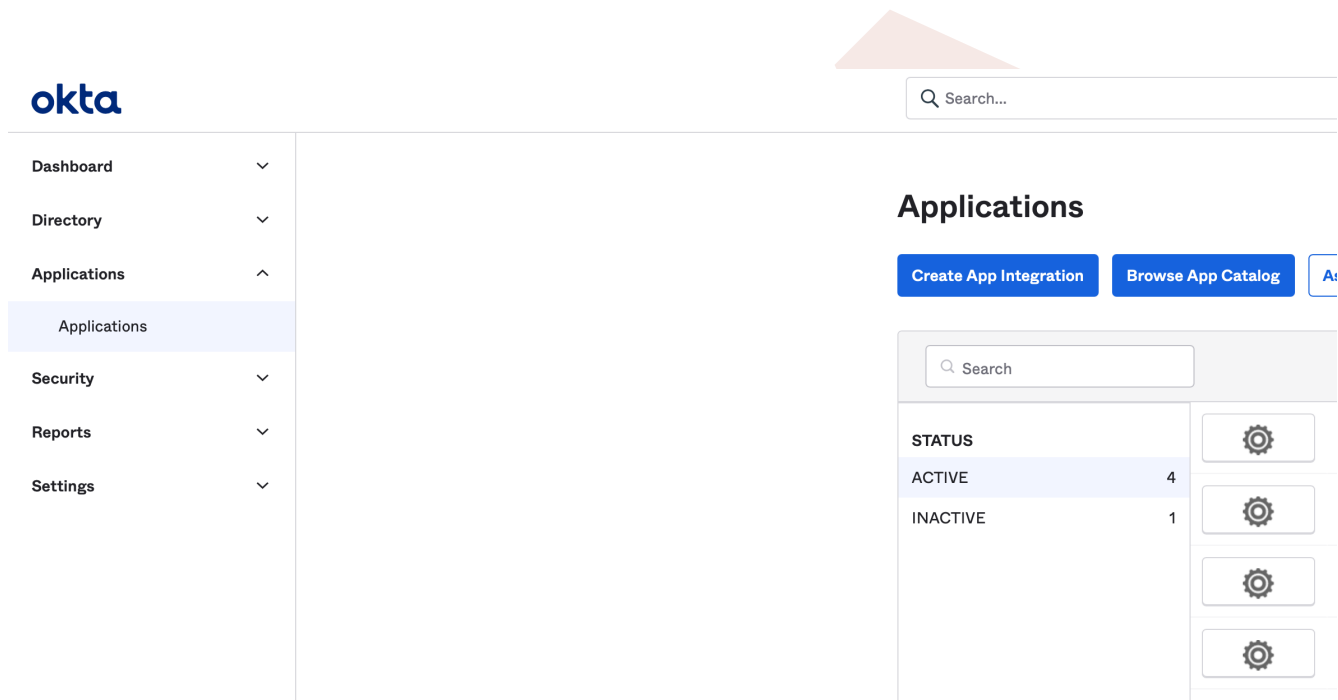 okta
Search...
Dashboard
Directory
Applications
Applications
Security
Reports
Settings
Applications
Create App Integration
Browse App Catalog
As
Search
STATUS
ACTIVE 4
INACTIVE 1